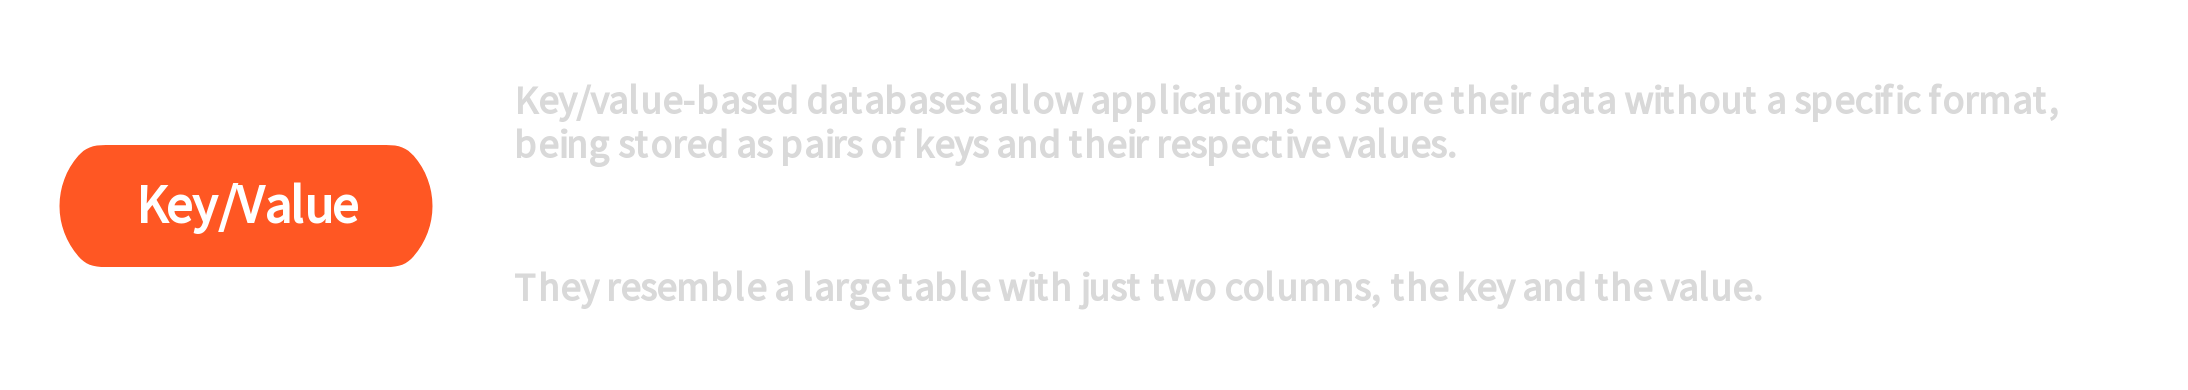 Key/value-based databases allow applications to store their data without a specific format,
being stored as pairs of keys and their respective values.
Key/Value
They resemble a large table with just two columns, the key and the value.